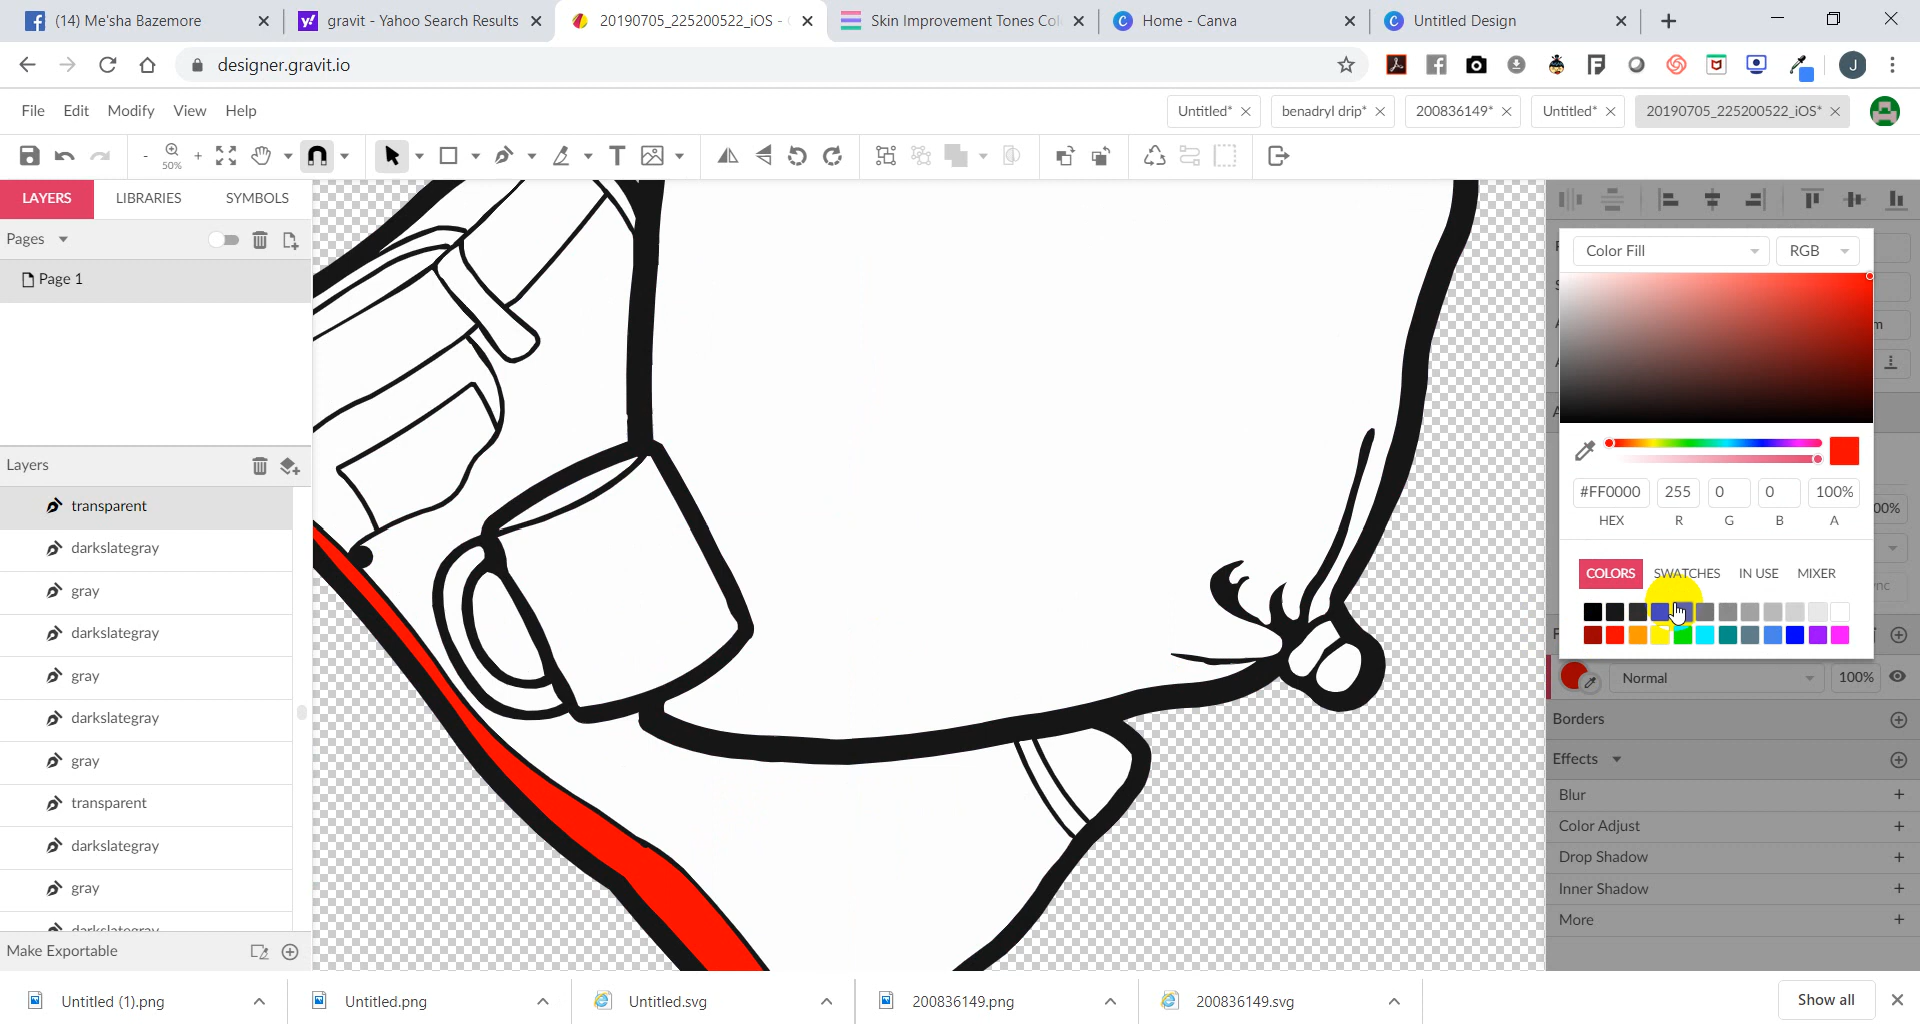 (14) Me'sha Bazemore
gravit - Yahoo Search Results
20190705_225200522_iOS -
Skin Improvement Tones Col
Home - Canva
Untitled Design
designer.gravit.io
J
File Edit Modify View Help
Untitled*
benadryl drip*
200836149*
Untitled*
20190705_225200522_iOS*
- 50% +
LAYERS LIBRARIES SYMBOLS
Pages
Page 1
Layers
transparent
darkslategray
gray
darkslategray
gray
darkslategray
gray
transparent
darkslategray
gray
darkslategray
Make Exportable
Color Fill RGB
#FF0000 255 0 0 100%
HEX R G B A
COLORS SWATCHES IN USE MIXER
Normal 100%
Borders
Effects
Blur
Color Adjust
Drop Shadow
Inner Shadow
More
Untitled (1).png
Untitled.png
Untitled.svg
200836149.png
200836149.svg
Show all